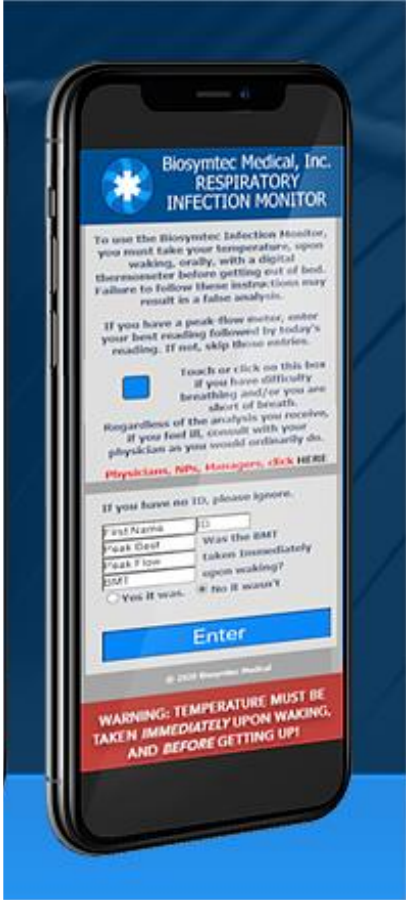 Biosymtec Medical, Inc.
RESPIRATORY
INFECTION MONITOR
To use the Biosymtec Infection Monitor,
you must take your temperature, upon
waking, orally, with a digital
thermometer before getting out of bed.
Failure to follow these instructions may
result in a false analysis.
If you have a peak-flow meter, enter
your best reading followed by today's
reading. If not, skip those entries.
Touch or click on this box
if you have difficulty
breathing and/or you are
short of breath.
Regardless of the analysis you receive,
if you feel ill, consult with your
physician as you would ordinarily do.
Physicians, NPs, Managers, click HERE
If you have no ID, please ignore.
First Name ID
Peak Best
Peak Flow
BMT
Was the BMT
taken Immediately
upon waking?
Yes it was. No it wasn't
Enter
© 2020 Biosymtec Medical
WARNING: TEMPERATURE MUST BE
TAKEN IMMEDIATELY UPON WAKING,
AND BEFORE GETTING UP!